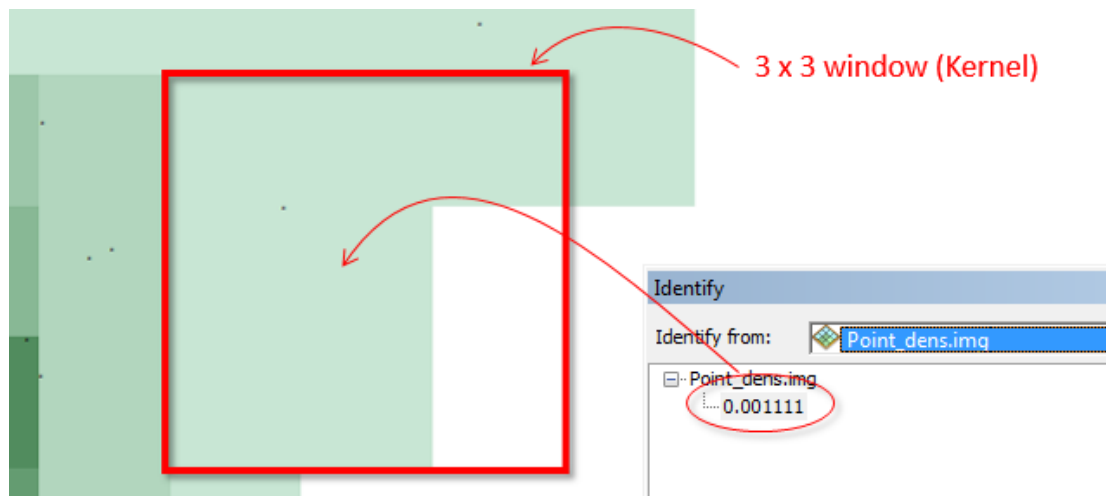 3 x 3 window (Kernel)
Identify
Identify from:
Point_dens.img
Point_dens.img
0.001111